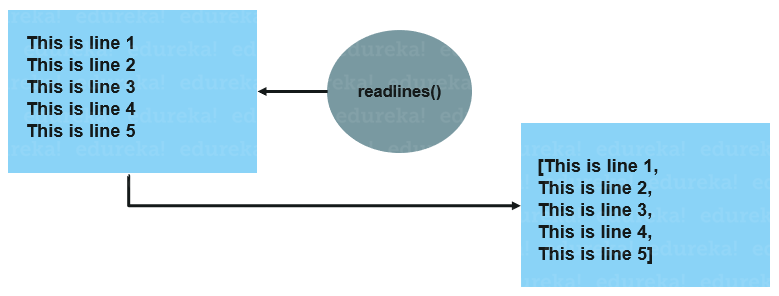 This is line 1
This is line 2
This is line 3
This is line 4
This is line 5
readlines()
[This is line 1,
This is line 2,
This is line 3,
This is line 4,
This is line 5]
edureka!